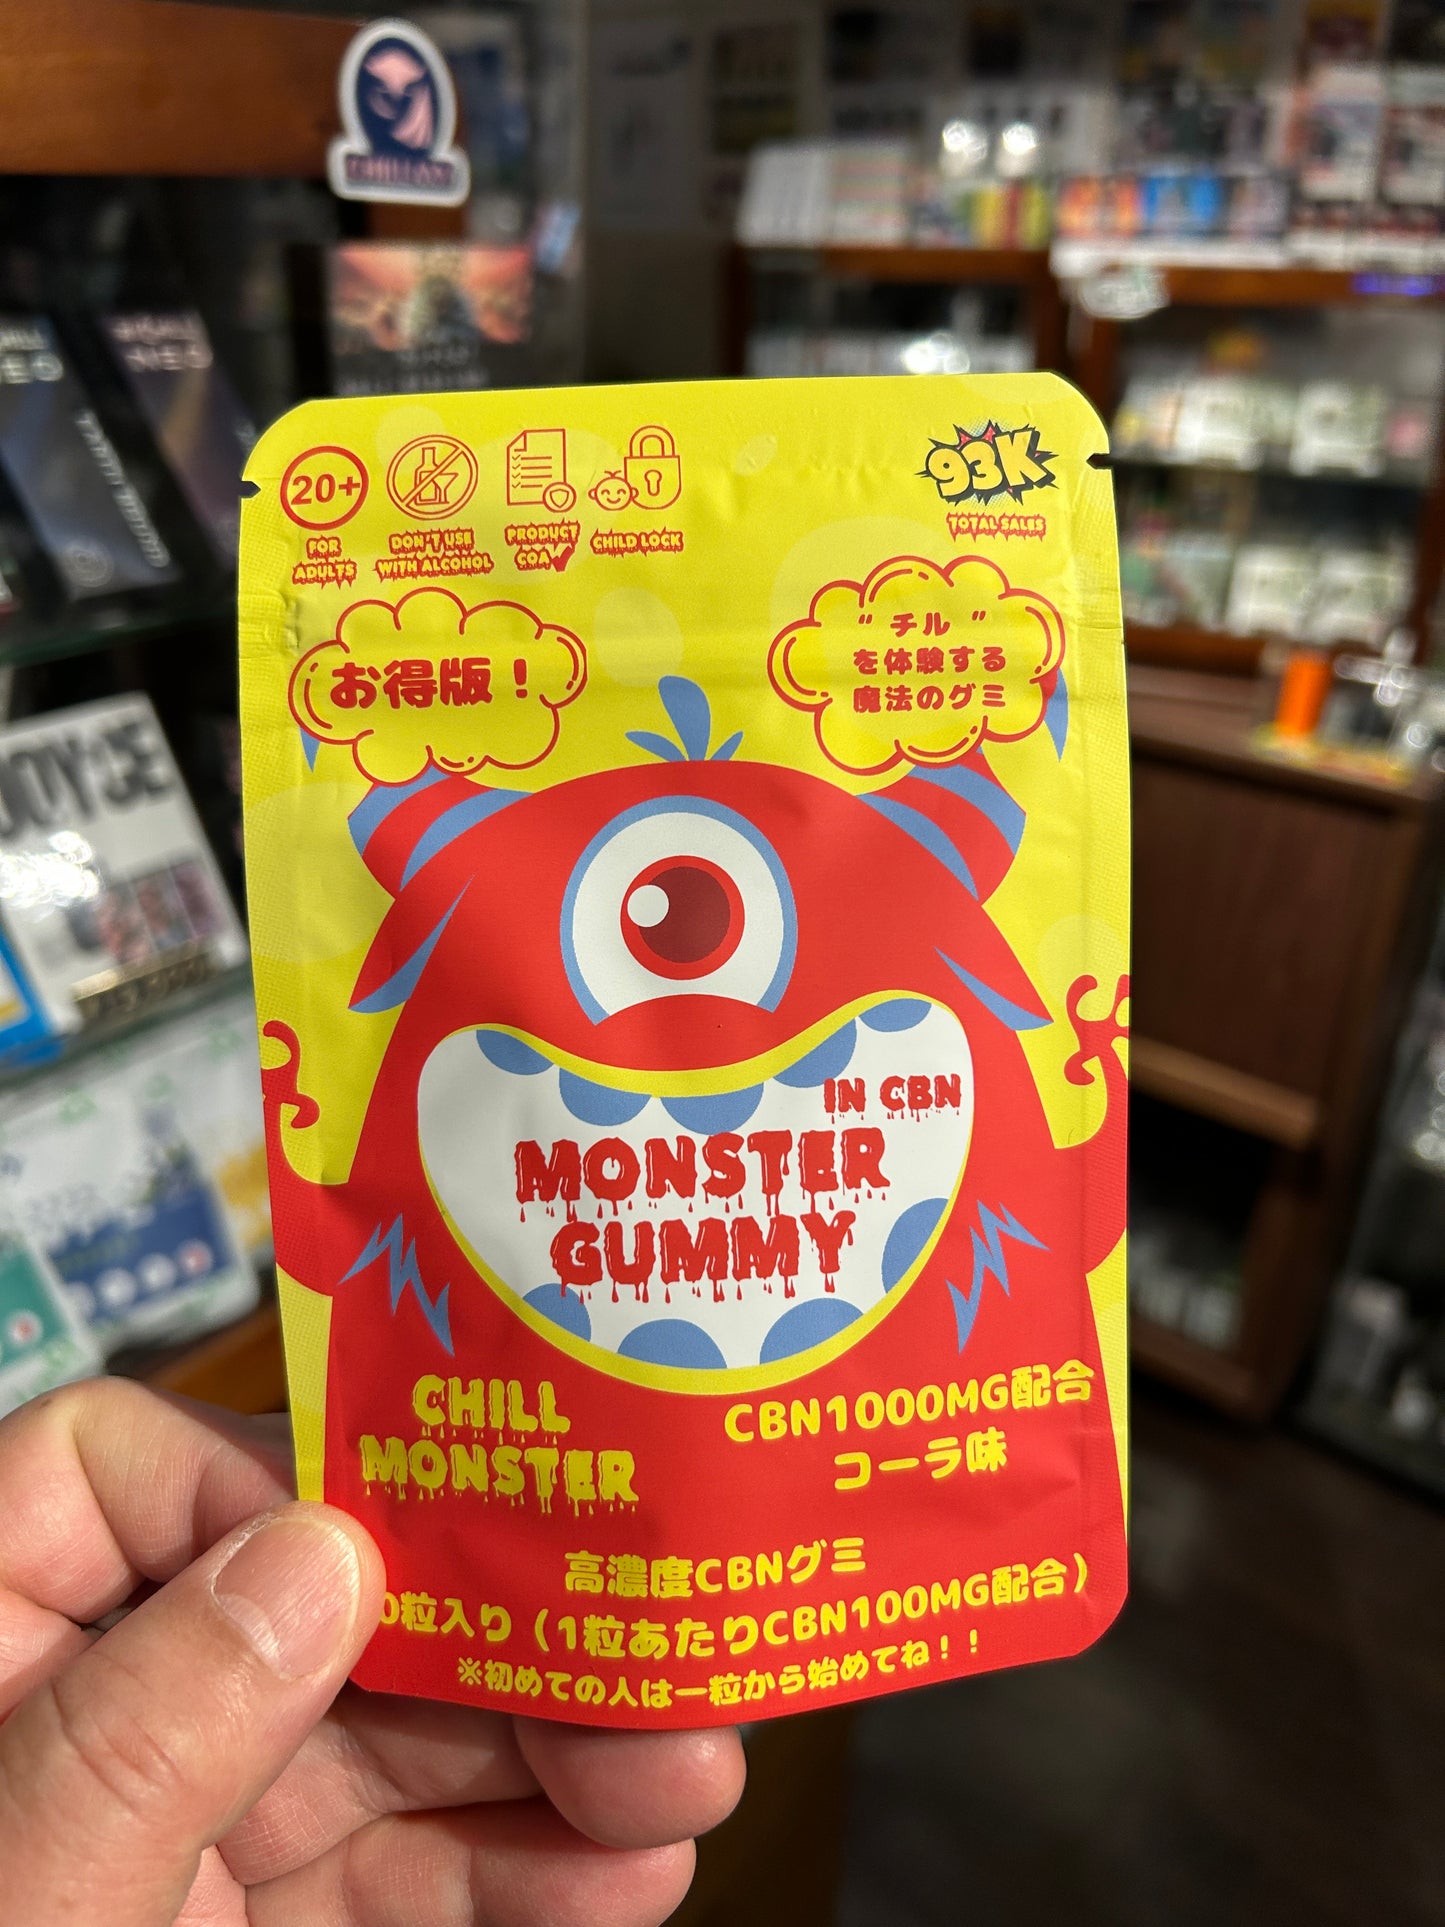 CHILLAXY
20+
FOR
ADULTS
DON'T USE
WITH ALCOHOL
PRODUCT
COA
CHILD LOCK
93K
TOTAL SALES
お得版！
"チル"
を体験する
魔法のグミ
IN CBN
MONSTER
GUMMY
CHILL
MONSTER
CBN1000MG配合
コーラ味
高濃度CBNグミ
0粒入り（1粒あたりCBN100MG配合）
※初めての人は一粒から始めてね！！
NEO